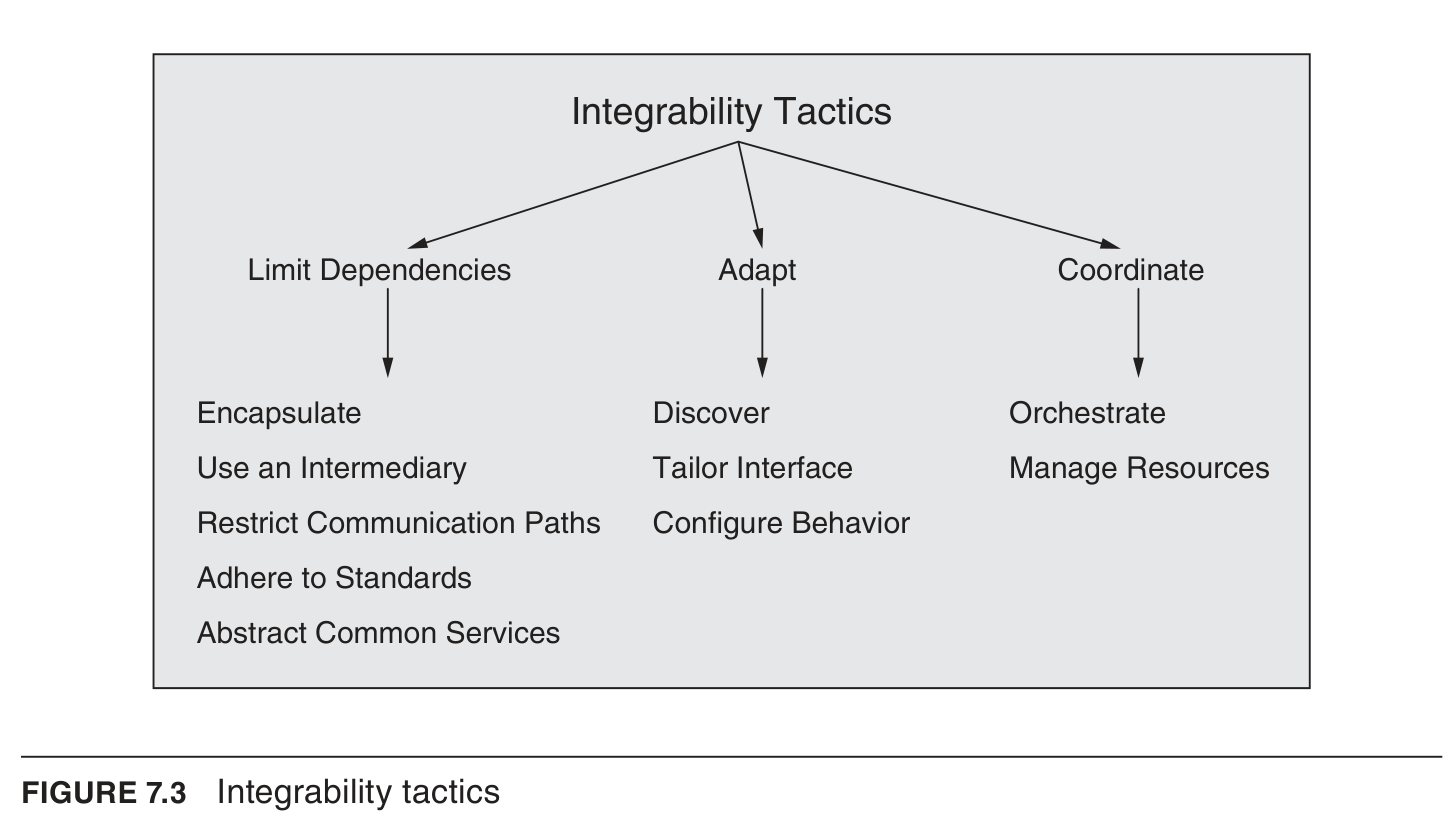 Integrability Tactics
Limit Dependencies
Adapt
Coordinate
Encapsulate
Use an Intermediary
Restrict Communication Paths
Adhere to Standards
Abstract Common Services
Discover
Tailor Interface
Configure Behavior
Orchestrate
Manage Resources
FIGURE 7.3 Integrability tactics